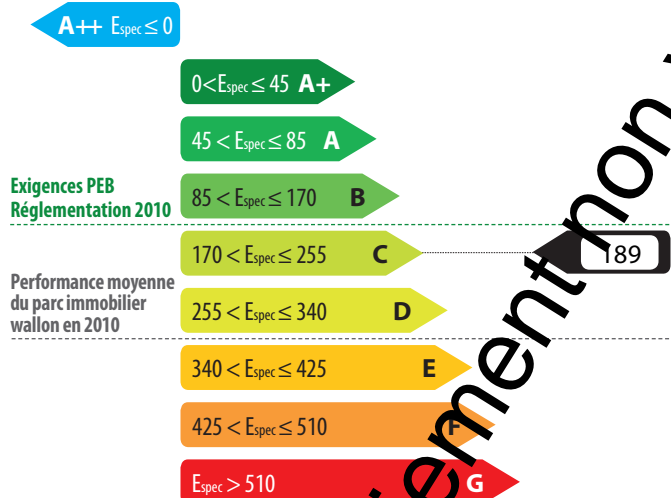 A++ Espec ≤ 0
0<Espec ≤ 45 A+
45 < Espec ≤ 85 A
Exigences PEB
Réglementation 2010
85 < Espec ≤ 170 B
170 < Espec ≤ 255 C
189
Performance moyenne
du parc immobilier
wallon en 2010
255 < Espec ≤ 340 D
340 < Espec ≤ 425 E
425 < Espec ≤ 510 F
Espec > 510 G
non